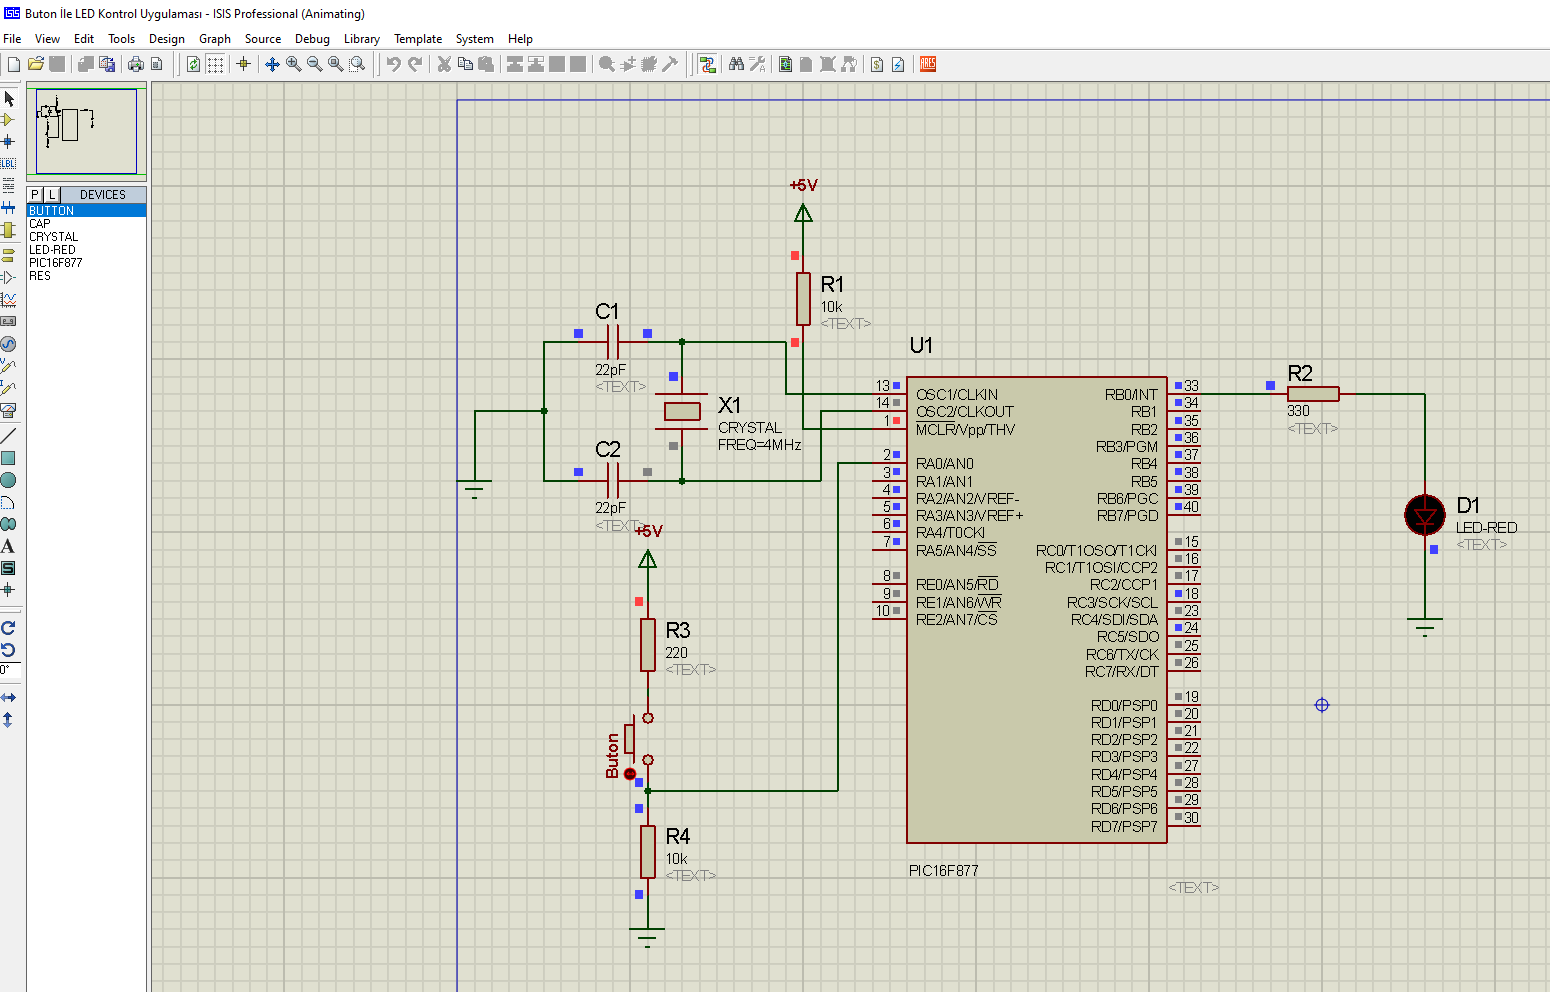 Buton İle LED Kontrol Uygulaması - ISIS Professional (Animating)
File View Edit Tools Design Graph Source Debug Library Template System Help
ARES
LBL
P L DEVICES
BUTTON
CAP
CRYSTAL
LED-RED
PIC16F877
RES
A
S
0°
+5V
R1
10k
<TEXT>
C1
22pF
<TEXT>
X1
CRYSTAL
FREQ=4MHz
C2
22pF
<TEXT>
+5V
R3
220
<TEXT>
Buton
R4
10k
<TEXT>
U1
13 OSC1/CLKIN
14 OSC2/CLKOUT
1 MCLR/Vpp/THV
2 RA0/AN0
3 RA1/AN1
4 RA2/AN2/VREF-
5 RA3/AN3/VREF+
6 RA4/T0CKI
7 RA5/AN4/SS
8 RE0/AN5/RD
9 RE1/AN6/WR
10 RE2/AN7/CS
RB0/INT 33
RB1 34
RB2 35
RB3/PGM 36
RB4 37
RB5 38
RB6/PGC 39
RB7/PGD 40
RC0/T1OSO/T1CKI 15
RC1/T1OSI/CCP2 16
RC2/CCP1 17
RC3/SCK/SCL 18
RC4/SDI/SDA 23
RC5/SDO 24
RC6/TX/CK 25
RC7/RX/DT 26
RD0/PSP0 19
RD1/PSP1 20
RD2/PSP2 21
RD3/PSP3 22
RD4/PSP4 27
RD5/PSP5 28
RD6/PSP6 29
RD7/PSP7 30
PIC16F877
<TEXT>
R2
330
<TEXT>
D1
LED-RED
<TEXT>